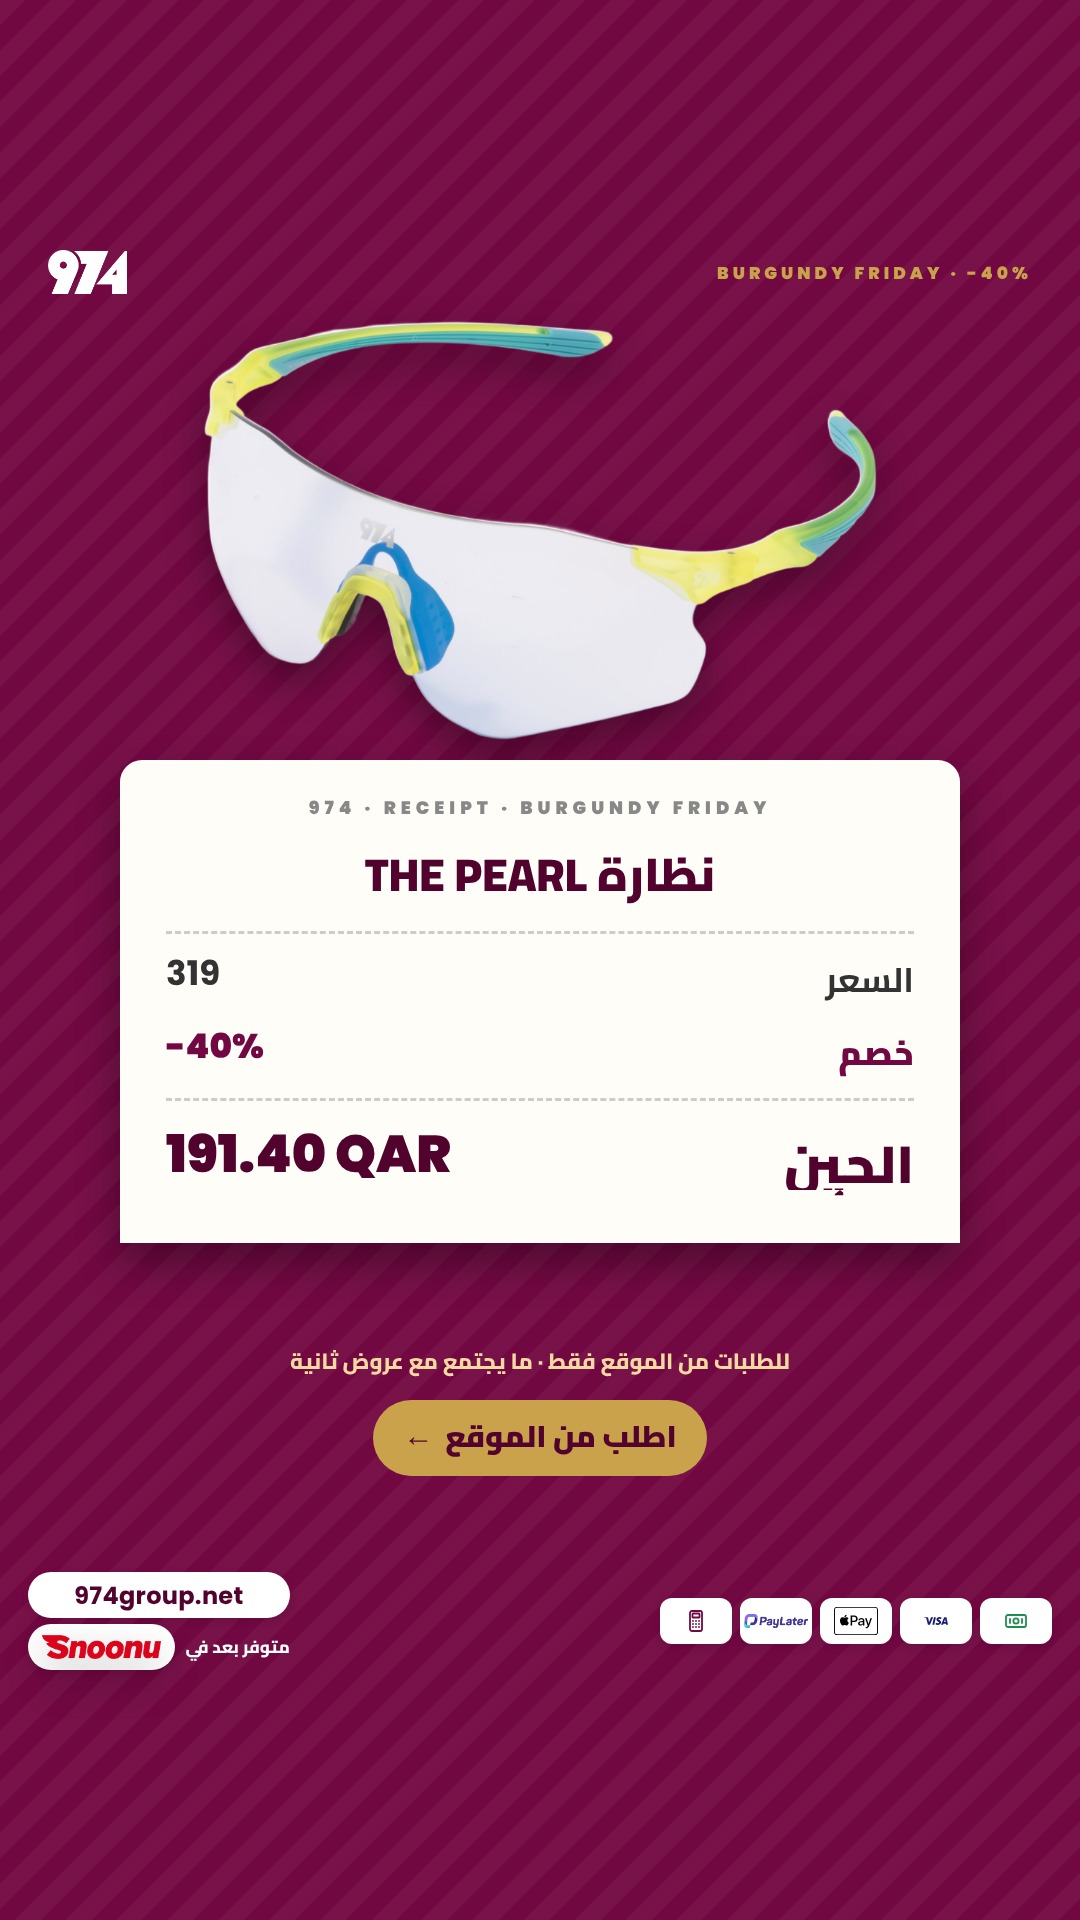 974
BURGUNDY FRIDAY · -40%
974
974 · RECEIPT · BURGUNDY FRIDAY
نظارة THE PEARL
السعر 319
خصم -40%
الحين 191.40 QAR
للطلبات من الموقع فقط · ما يجتمع مع عروض ثانية
اطلب من الموقع ←
974group.net
متوفر بعد في Snoonu
PayLater Pay VISA